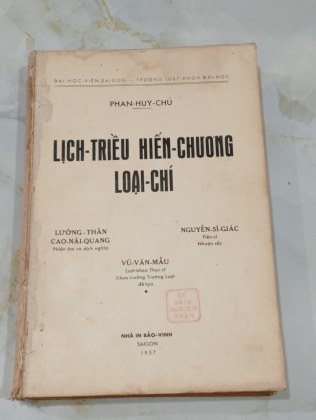 ĐẠI-HỌC-VIỆN SAIGON — TRƯỜNG LUẬT-KHOA ĐẠI-HỌC
PHAN-HUY-CHÚ
LỊCH-TRIỀU HIẾN-CHƯƠNG
LOẠI-CHÍ
LƯỠNG-THẦN
CAO-NÃI-QUANG
Phiên âm và dịch nghĩa
NGUYỄN-SĨ-GIÁC
Tiến-sĩ
Nhuận sắc
VŨ-VĂN-MẪU
Luật-khoa Thạc-sĩ
Khoa-trưởng Trường Luật
đề tựa
NHÀ IN BẢO-VINH
SAIGON
1957